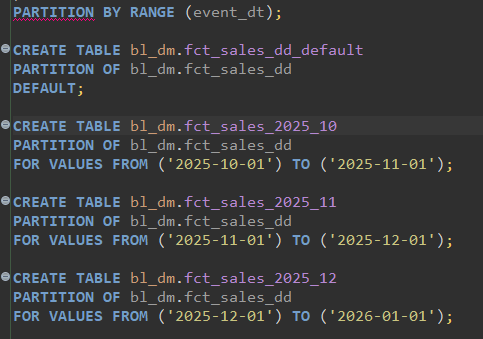 PARTITION BY RANGE (event_dt);
CREATE TABLE bl_dm.fct_sales_dd_default
PARTITION OF bl_dm.fct_sales_dd
DEFAULT;
CREATE TABLE bl_dm.fct_sales_2025_10
PARTITION OF bl_dm.fct_sales_dd
FOR VALUES FROM ('2025-10-01') TO ('2025-11-01');
CREATE TABLE bl_dm.fct_sales_2025_11
PARTITION OF bl_dm.fct_sales_dd
FOR VALUES FROM ('2025-11-01') TO ('2025-12-01');
CREATE TABLE bl_dm.fct_sales_2025_12
PARTITION OF bl_dm.fct_sales_dd
FOR VALUES FROM ('2025-12-01') TO ('2026-01-01');